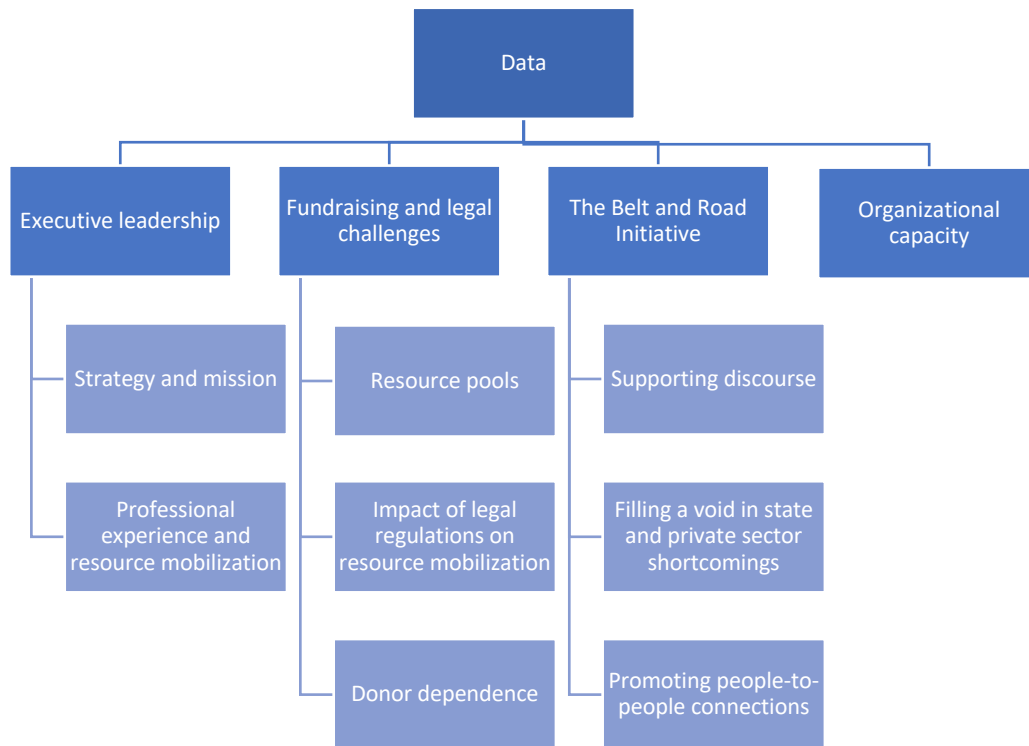 Data
Executive leadership
Fundraising and legal
challenges
The Belt and Road
Initiative
Organizational
capacity
Strategy and mission
Resource pools
Supporting discourse
Professional
experience and
resource mobilization
Impact of legal
regulations on
resource mobilization
Filling a void in state
and private sector
shortcomings
Donor dependence
Promoting people-to-
people connections